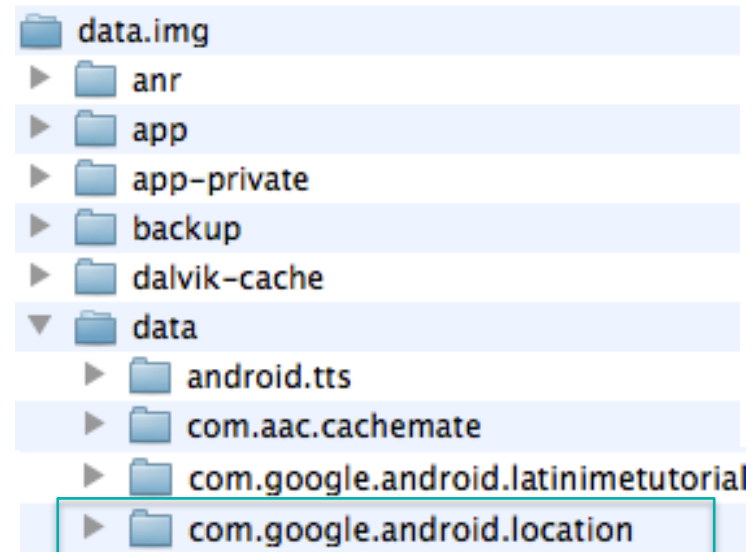 data.img
anr
app
app-private
backup
dalvik-cache
data
android.tts
com.aac.cachemate
com.google.android.latinimetutorial
com.google.android.location